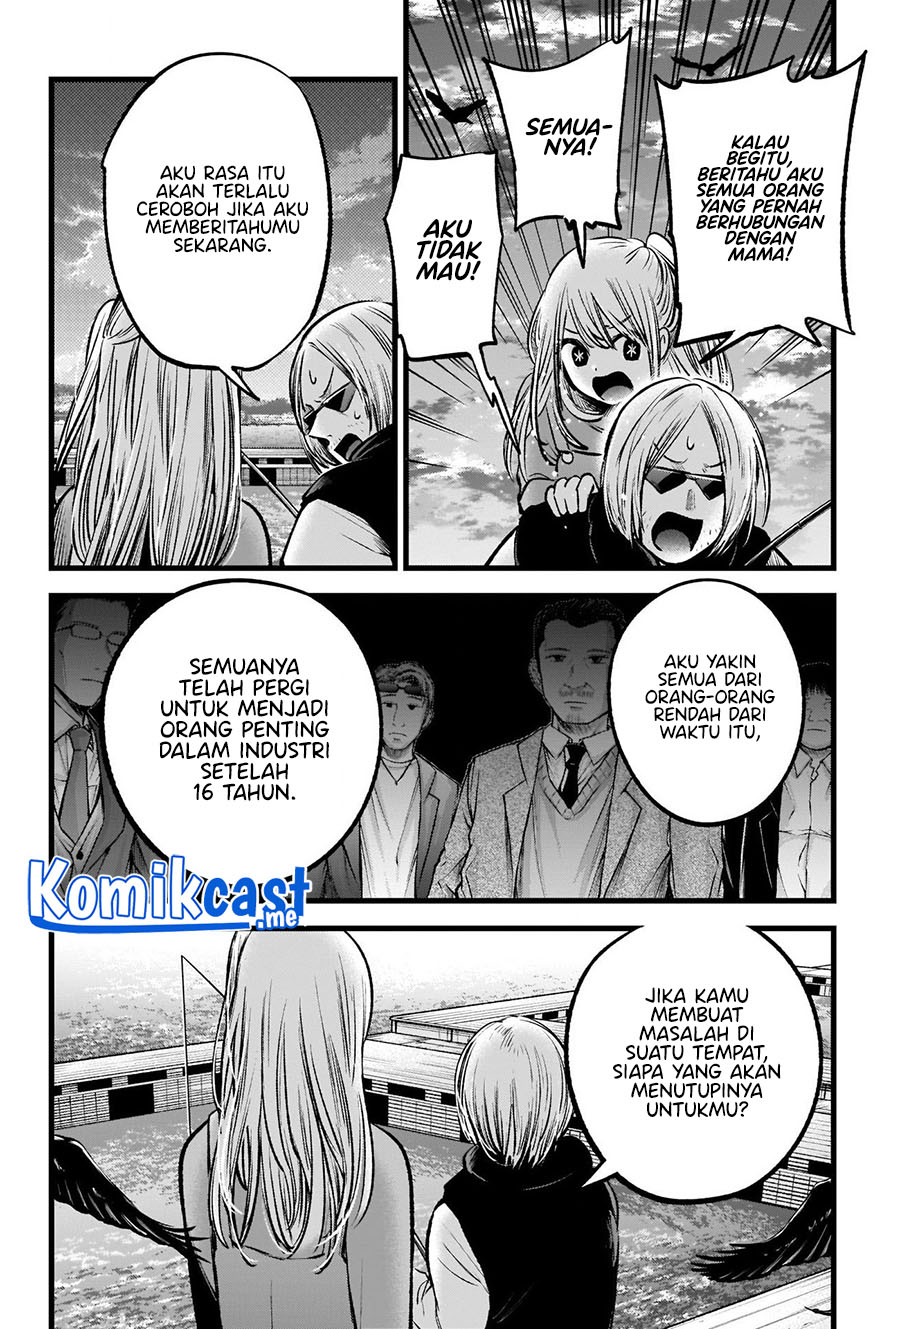 KALAU
BEGITU,
BERITAHU AKU
SEMUA ORANG
YANG PERNAH
BERHUBUNGAN
DENGAN
MAMA!
SEMUA-
NYA!
AKU
TIDAK
MAU!
AKU RASA ITU
AKAN TERLALU
CEROBOH JIKA AKU
MEMBERITAHUMU
SEKARANG.
AKU YAKIN
SEMUA DARI
ORANG-ORANG
RENDAH DARI
WAKTU ITU,
SEMUANYA
TELAH PERGI
UNTUK MENJADI
ORANG PENTING
DALAM INDUSTRI
SETELAH
16 TAHUN.
Komikcast
.me
JIKA KAMU
MEMBUAT
MASALAH DI
SUATU TEMPAT,
SIAPA YANG AKAN
MENUTUPINYA
UNTUKMU?